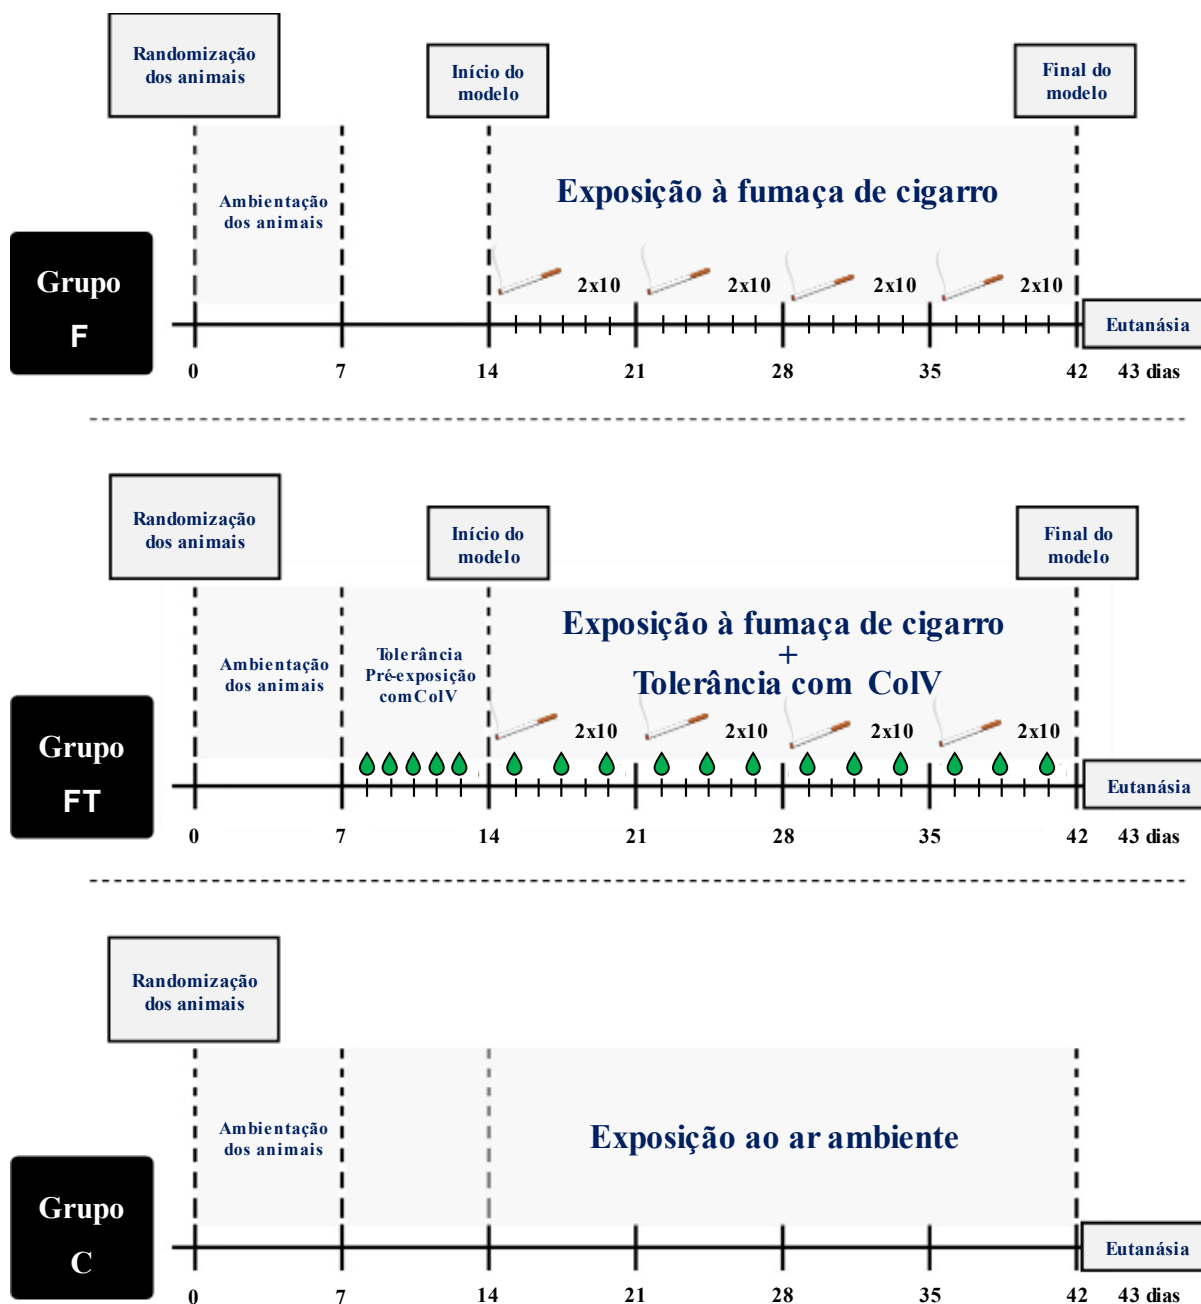 Randomização
dos animais
Início do
modelo
Final do
modelo
Exposição à fumaça de cigarro
Ambientação
dos animais
Grupo
F
2x10
2x10
2x10
2x10
Eutanásia
0
7
14
21
28
35
42
43 dias
Randomização
dos animais
Início do
modelo
Final do
modelo
Exposição à fumaça de cigarro
+
Tolerância com ColV
Ambientação
dos animais
Tolerância
Pré-exposição
com ColV
Grupo
FT
2x10
2x10
2x10
2x10
Eutanásia
0
7
14
21
28
35
42
43 dias
Randomização
dos animais
Ambientação
dos animais
Exposição ao ar ambiente
Grupo
C
Eutanásia
0
7
14
21
28
35
42
43 dias